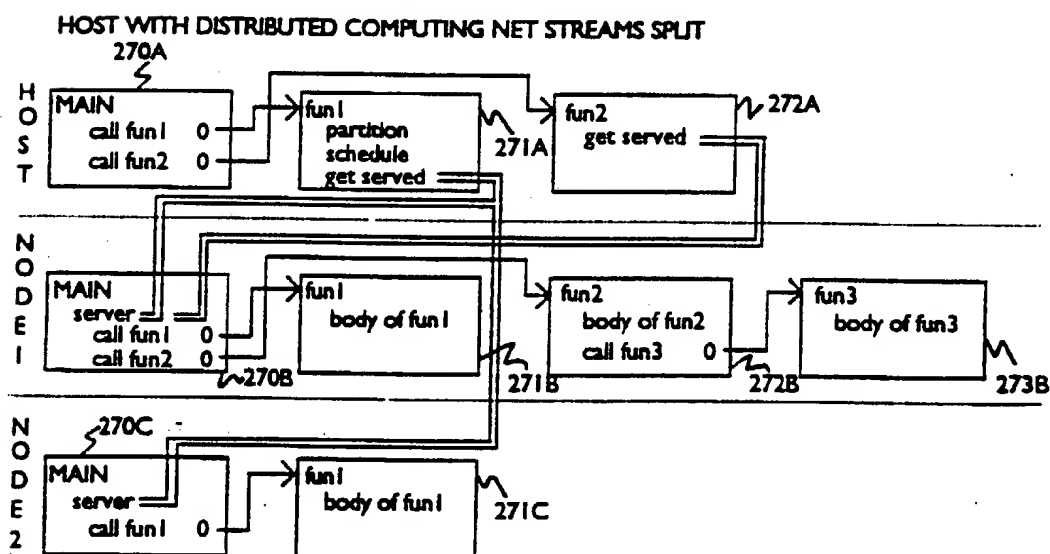 HOST WITH DISTRIBUTED COMPUTING NET STREAMS SPLIT
270A
HOST
MAIN
call fun1 0
call fun2 0
fun1
partition
schedule
get served
271A
fun2
get served
272A
NODE1
MAIN
server
call fun1 0
call fun2 0
270B
fun1
body of fun1
271B
fun2
body of fun2
call fun3 0
272B
fun3
body of fun3
273B
NODE2
270C
MAIN
server
call fun1 0
fun1
body of fun1
271C